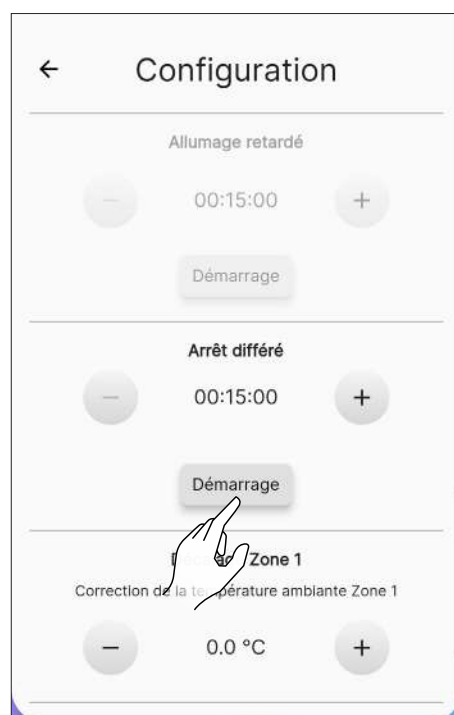 ← Configuration
Allumage retardé
− 00:15:00 +
Démarrage
Arrêt différé
− 00:15:00 +
Démarrage
Zone 1
Correction de la température ambiante Zone 1
− 0.0 °C +